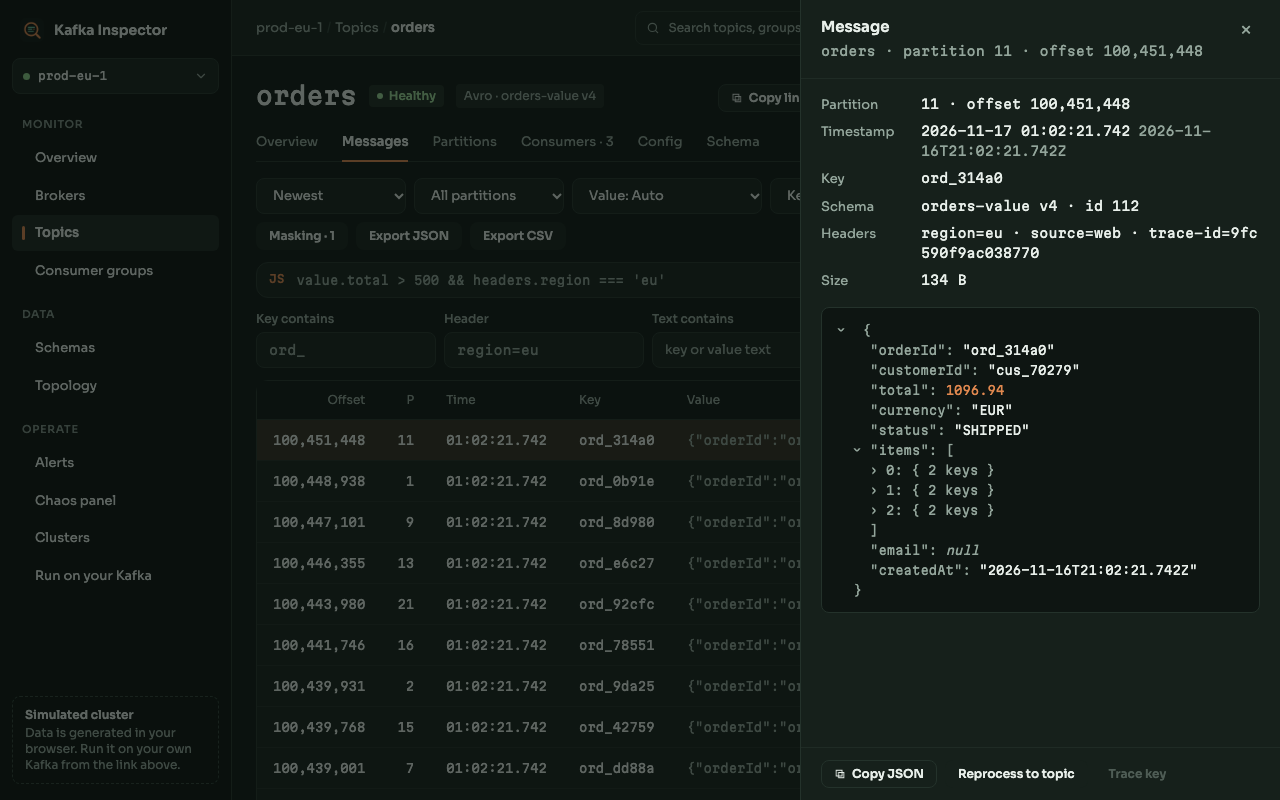 Kafka Inspector
prod-eu-1
MONITOR
Overview
Brokers
Topics
Consumer groups
DATA
Schemas
Topology
OPERATE
Alerts
Chaos panel
Clusters
Run on your Kafka
Simulated cluster
Data is generated in your
browser. Run it on your own
Kafka from the link above.
prod-eu-1 / Topics / orders
Search topics, groups
orders
Healthy
Avro · orders-value v4
Copy lin
Overview Messages Partitions Consumers · 3 Config Schema
Newest All partitions Value: Auto Ke
Masking · 1 Export JSON Export CSV
JS value.total > 500 && headers.region === 'eu'
Key contains Header Text contains
ord_ region=eu key or value text
Offset P Time Key Value
100,451,448 11 01:02:21.742 ord_314a0 {"orderId":"or
100,448,938 1 01:02:21.742 ord_0b91e {"orderId":"or
100,447,101 9 01:02:21.742 ord_8d980 {"orderId":"or
100,446,355 13 01:02:21.742 ord_e6c27 {"orderId":"or
100,443,980 21 01:02:21.742 ord_92cfc {"orderId":"or
100,441,746 16 01:02:21.742 ord_78551 {"orderId":"or
100,439,931 2 01:02:21.742 ord_9da25 {"orderId":"or
100,439,768 15 01:02:21.742 ord_42759 {"orderId":"or
100,439,001 7 01:02:21.742 ord_dd88a {"orderId":"or
Message
orders · partition 11 · offset 100,451,448
Partition 11 · offset 100,451,448
Timestamp 2026-11-17 01:02:21.742 2026-11-
16T21:02:21.742Z
Key ord_314a0
Schema orders-value v4 · id 112
Headers region=eu · source=web · trace-id=9fc
590f9ac038770
Size 134 B
{
"orderId": "ord_314a0"
"customerId": "cus_70279"
"total": 1096.94
"currency": "EUR"
"status": "SHIPPED"
"items": [
0: { 2 keys }
1: { 2 keys }
2: { 2 keys }
]
"email": null
"createdAt": "2026-11-16T21:02:21.742Z"
}
Copy JSON Reprocess to topic Trace key